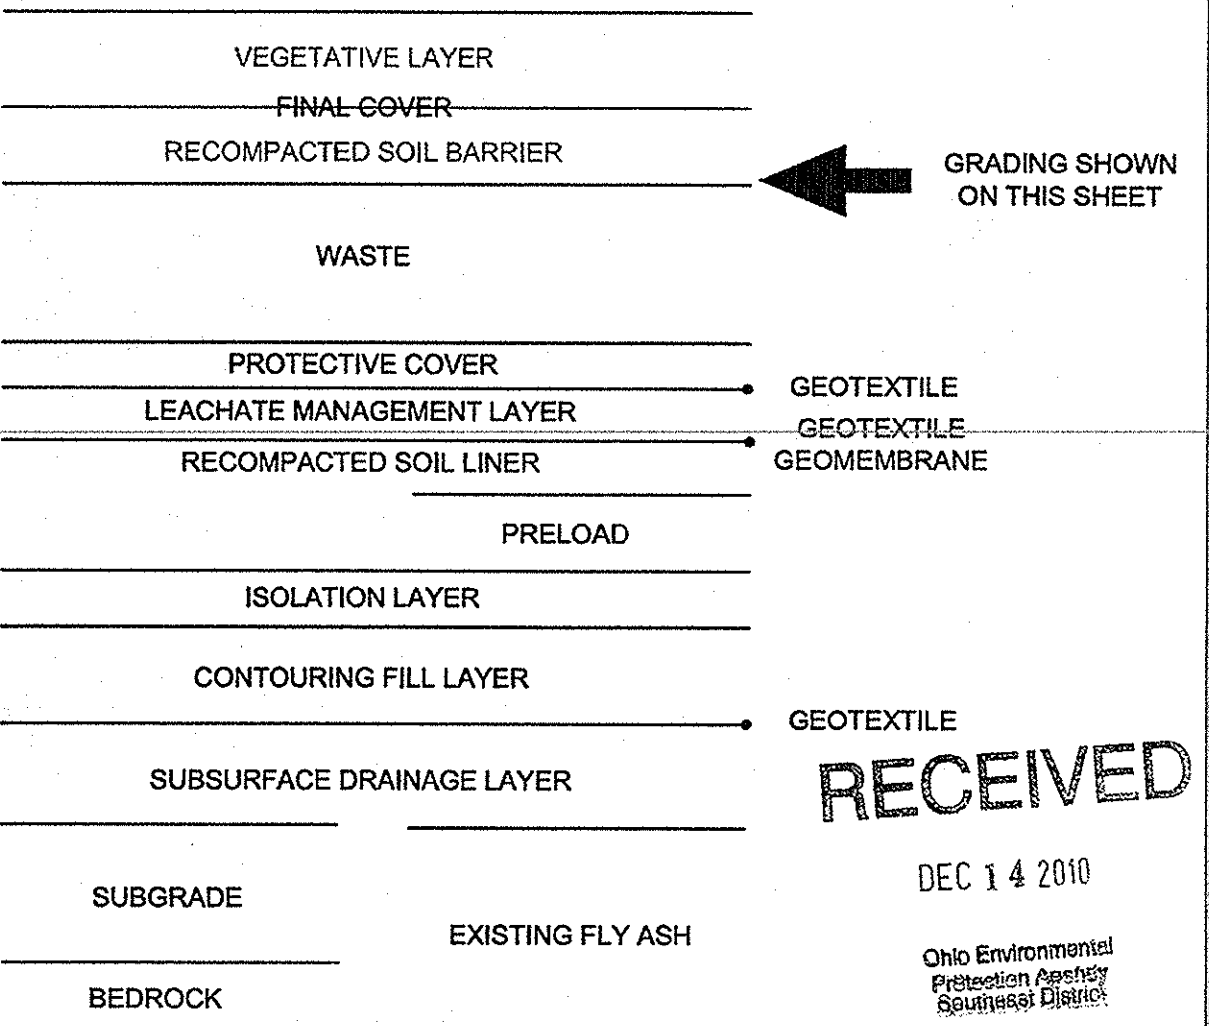 VEGETATIVE LAYER
FINAL COVER
RECOMPACTED SOIL BARRIER
GRADING SHOWN
ON THIS SHEET
WASTE
PROTECTIVE COVER
GEOTEXTILE
LEACHATE MANAGEMENT LAYER
GEOTEXTILE
RECOMPACTED SOIL LINER
GEOMEMBRANE
PRELOAD
ISOLATION LAYER
CONTOURING FILL LAYER
GEOTEXTILE
SUBSURFACE DRAINAGE LAYER
RECEIVED
DEC 14 2010
SUBGRADE
EXISTING FLY ASH
Ohio Environmental
Protection Agency
Southeast District
BEDROCK